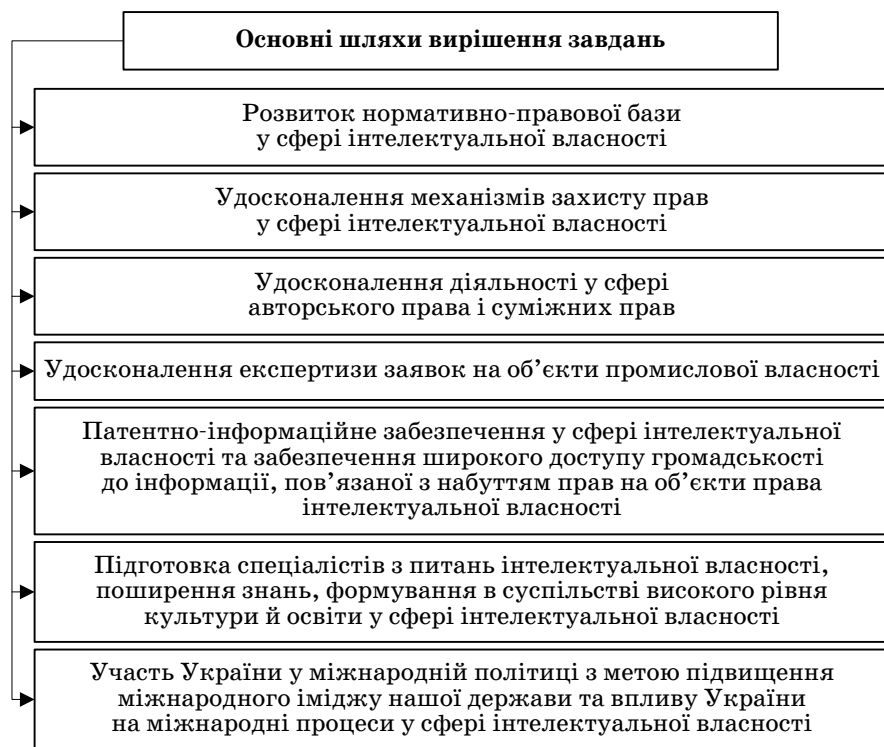 Основні шляхи вирішення завдань
Розвиток нормативно-правової бази
у сфері інтелектуальної власності
Удосконалення механізмів захисту прав
у сфері інтелектуальної власності
Удосконалення діяльності у сфері
авторського права і суміжних прав
Удосконалення експертизи заявок на об’єкти промислової власності
Патентно-інформаційне забезпечення у сфері інтелектуальної
власності та забезпечення широкого доступу громадськості
до інформації, пов’язаної з набуттям прав на об’єкти права
інтелектуальної власності
Підготовка спеціалістів з питань інтелектуальної власності,
поширення знань, формування в суспільстві високого рівня
культури й освіти у сфері інтелектуальної власності
Участь України у міжнародній політиці з метою підвищення
міжнародного іміджу нашої держави та впливу України
на міжнародні процеси у сфері інтелектуальної власності